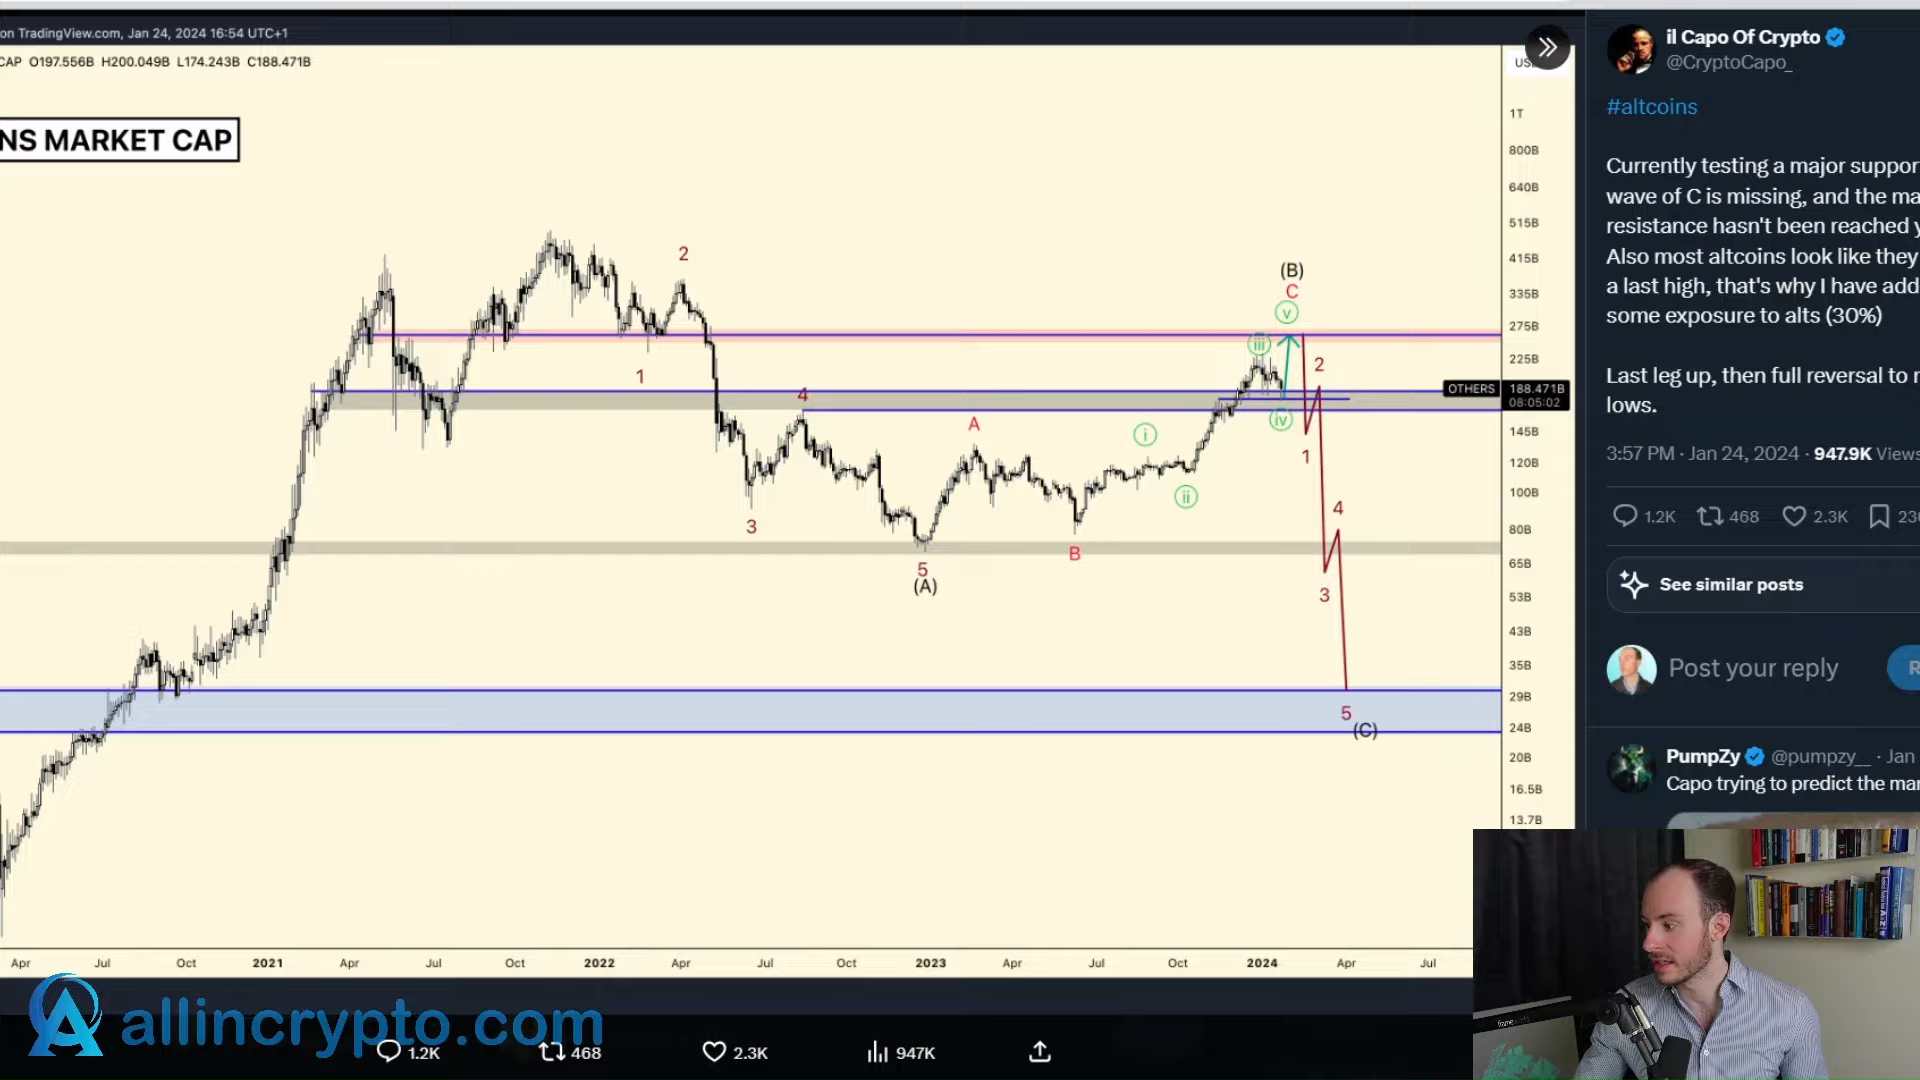 on TradingView.com, Jan 24, 2024 16:54 UTC+1
CAP O197.556B H200.049B L174.243B C188.471B
NS MARKET CAP
1T
800B
640B
515B
415B
335B
275B
225B
OTHERS 188.471B
08:05:02
145B
120B
100B
80B
65B
53B
43B
35B
29B
24B
20B
16.5B
13.7B
2
1
4
3
5
(A)
A
B
i
ii
iii
iv
v
C
(B)
1
2
3
4
5
(C)
Apr Jul Oct 2021 Apr Jul Oct 2022 Apr Jul Oct 2023 Apr Jul Oct 2024 Apr Jul
allincrypto.com
1.2K 468 2.3K 947K
il Capo Of Crypto
@CryptoCapo_
#altcoins
Currently testing a major suppor
wave of C is missing, and the ma
resistance hasn't been reached y
Also most altcoins look like they
a last high, that's why I have add
some exposure to alts (30%)
Last leg up, then full reversal to n
lows.
3:57 PM · Jan 24, 2024 · 947.9K Views
1.2K 468 2.3K 23
See similar posts
Post your reply
R
PumpZy @pumpzy__ · Jan
Capo trying to predict the mar